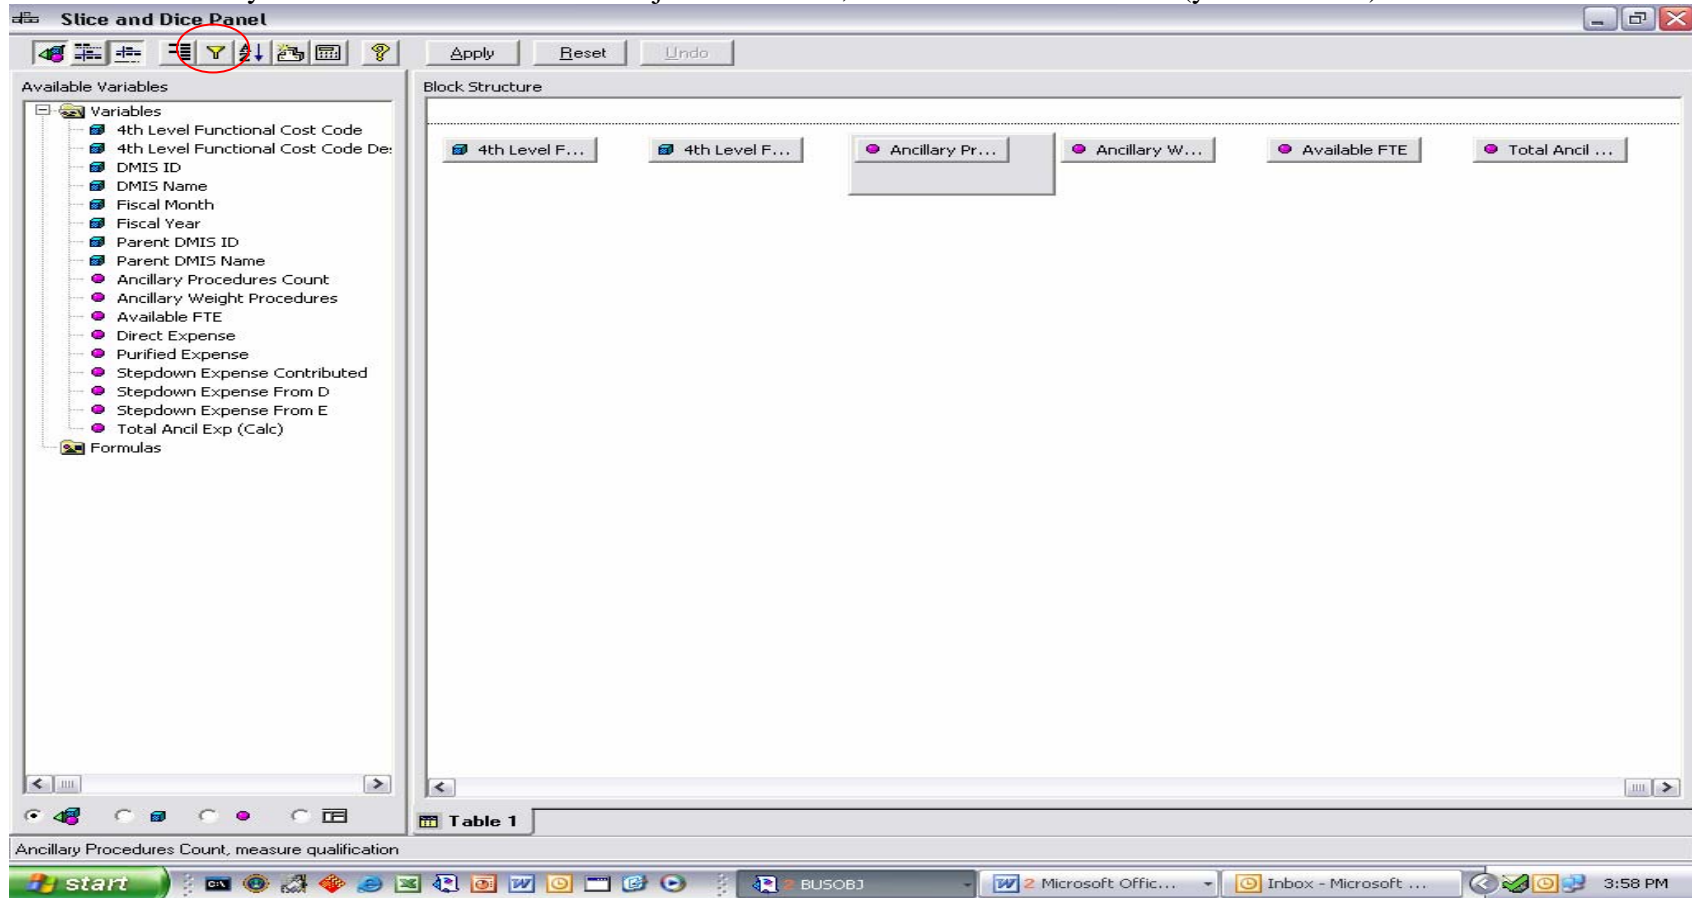 Slice and Dice Panel
Apply
Reset
Undo
Available Variables
Block Structure
Variables
4th Level Functional Cost Code
4th Level Functional Cost Code De:
DMIS ID
DMIS Name
Fiscal Month
Fiscal Year
Parent DMIS ID
Parent DMIS Name
Ancillary Procedures Count
Ancillary Weight Procedures
Available FTE
Direct Expense
Purified Expense
Stepdown Expense Contributed
Stepdown Expense From D
Stepdown Expense From E
Total Ancil Exp (Calc)
Formulas
4th Level F...
4th Level F...
Ancillary Pr...
Ancillary W...
Available FTE
Total Ancil ...
Table 1
Ancillary Procedures Count, measure qualification
start
2 BUSOBJ
2 Microsoft Offic...
Inbox - Microsoft ...
3:58 PM